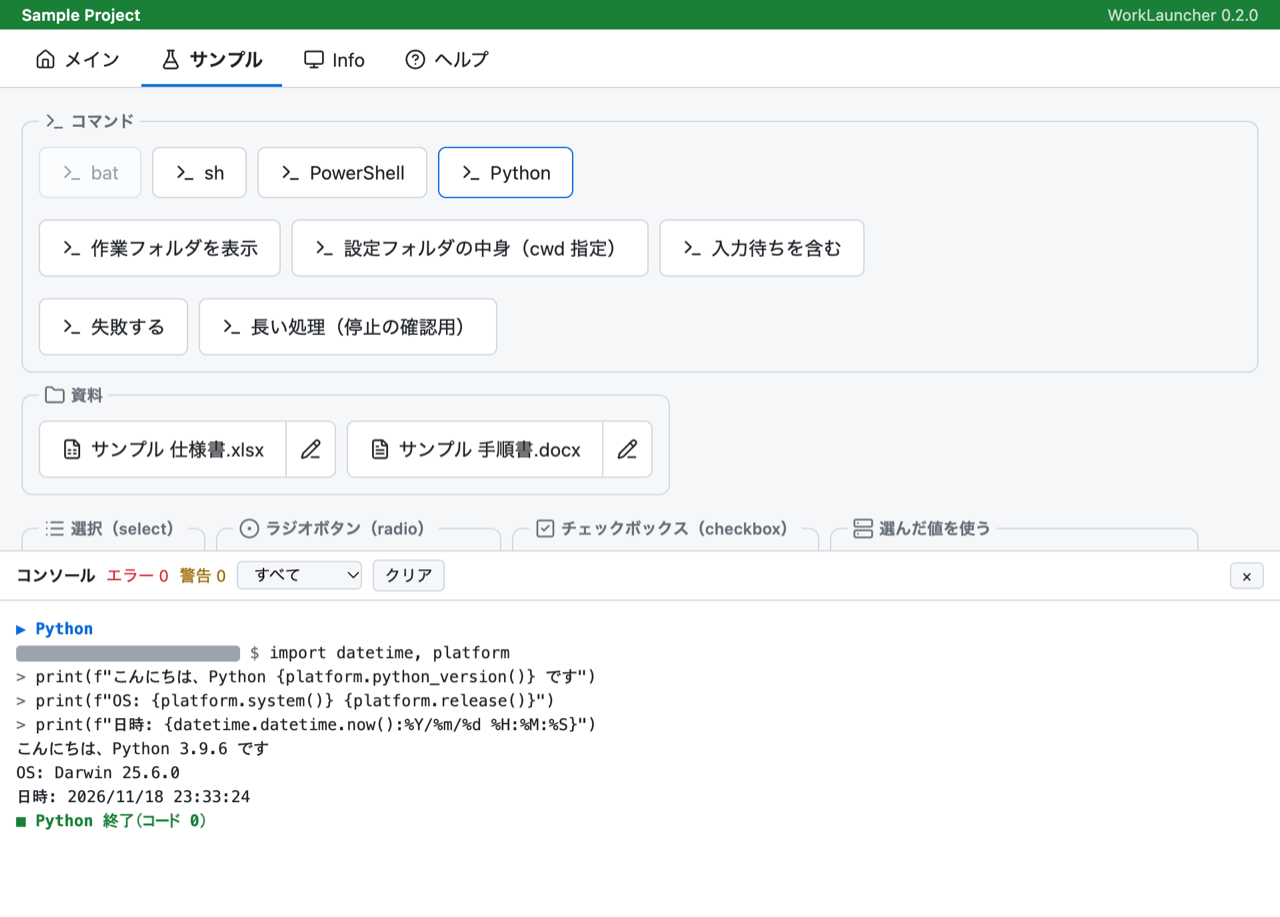 Sample Project WorkLauncher 0.2.0
メイン サンプル Info ヘルプ
>_ コマンド
>_ bat >_ sh >_ PowerShell >_ Python
>_ 作業フォルダを表示 >_ 設定フォルダの中身（cwd 指定） >_ 入力待ちを含む
>_ 失敗する >_ 長い処理（停止の確認用）
資料
サンプル 仕様書.xlsx サンプル 手順書.docx
選択（select） ラジオボタン（radio） チェックボックス（checkbox） 選んだ値を使う
コンソール エラー 0 警告 0 すべて クリア ×
▶ Python
$ import datetime, platform
> print(f"こんにちは、Python {platform.python_version()} です")
> print(f"OS: {platform.system()} {platform.release()}")
> print(f"日時: {datetime.datetime.now():%Y/%m/%d %H:%M:%S}")
こんにちは、Python 3.9.6 です
OS: Darwin 25.6.0
日時: 2026/11/18 23:33:24
■ Python 終了（コード 0）